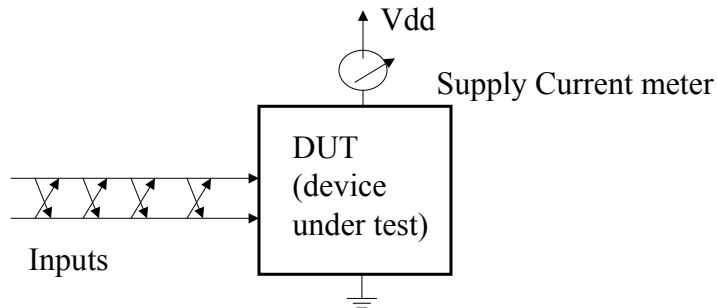 Vdd
Supply Current meter
DUT
(device
under test)
Inputs